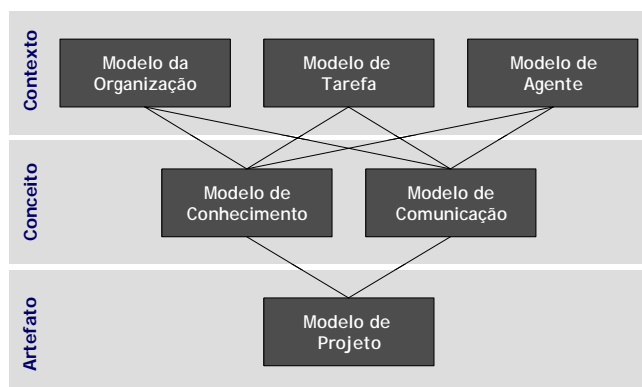 Contexto
Modelo da
Organização
Modelo de
Tarefa
Modelo de
Agente
Conceito
Modelo de
Conhecimento
Modelo de
Comunicação
Artefato
Modelo de
Projeto